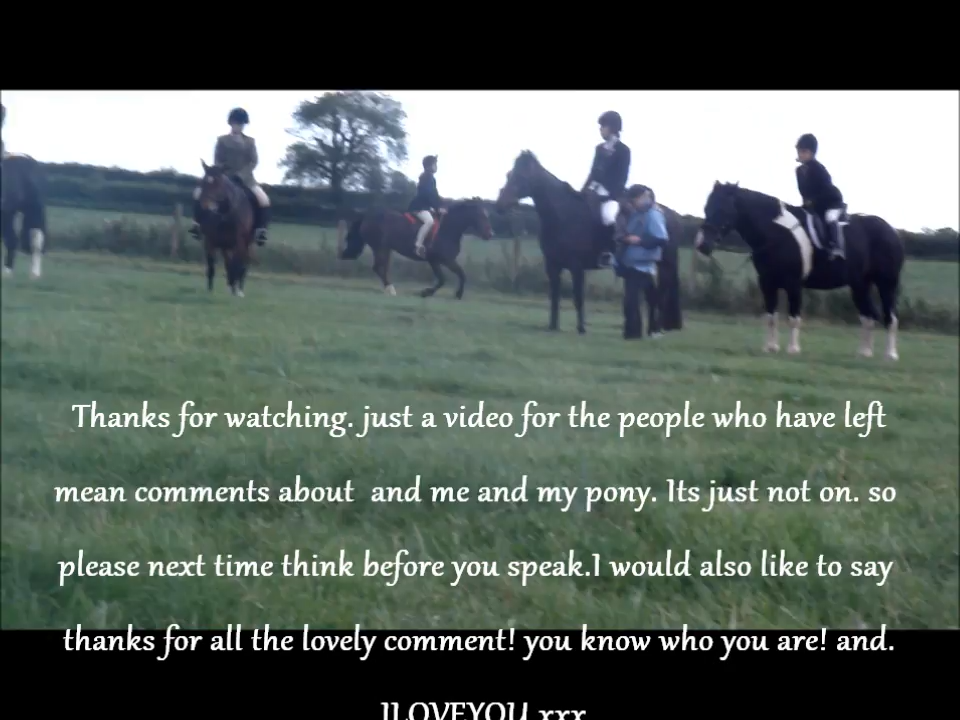 Thanks for watching. just a video for the people who have left
mean comments about  and me and my pony. Its just not on. so
please next time think before you speak.I would also like to say
thanks for all the lovely comment! you know who you are! and.
ILOVEYOU xxx